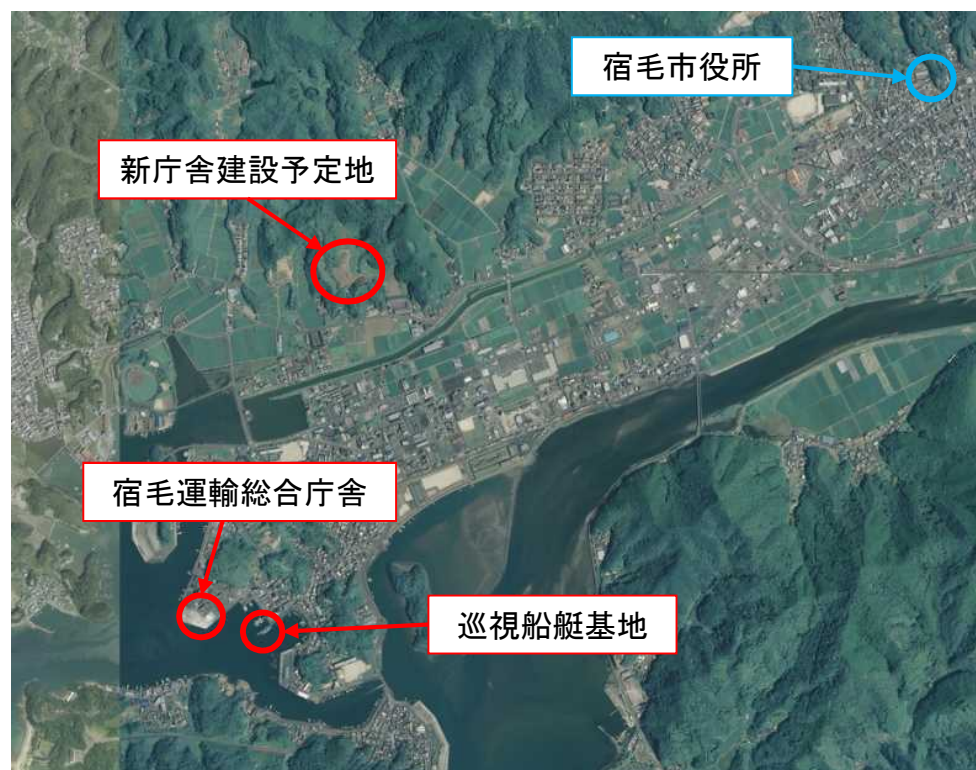 宿毛市役所
新庁舎建設予定地
宿毛運輸総合庁舎
巡視船艇基地